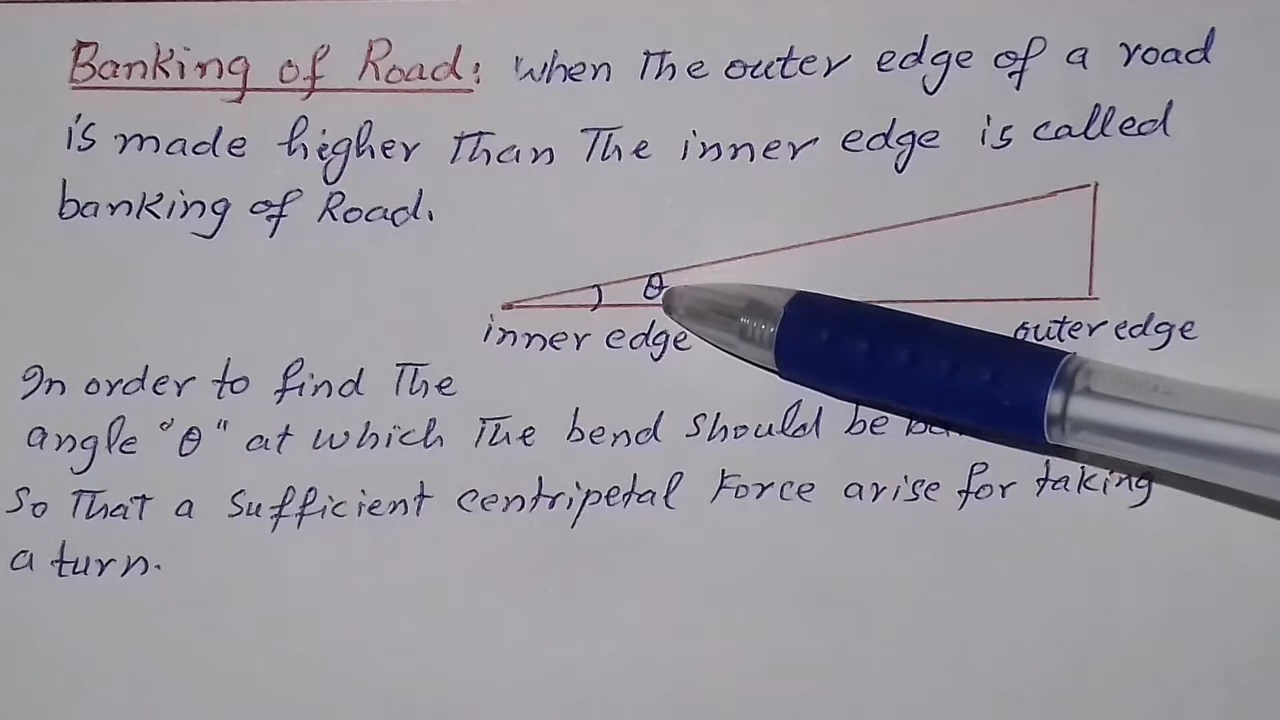 Banking of Road: when The outer edge of a road
is made higher Than The inner edge is called
banking of Road.
θ
inner edge
outer edge
In order to find The
angle "θ" at which The bend should be
So That a sufficient centripetal Force arise for taking
a turn.